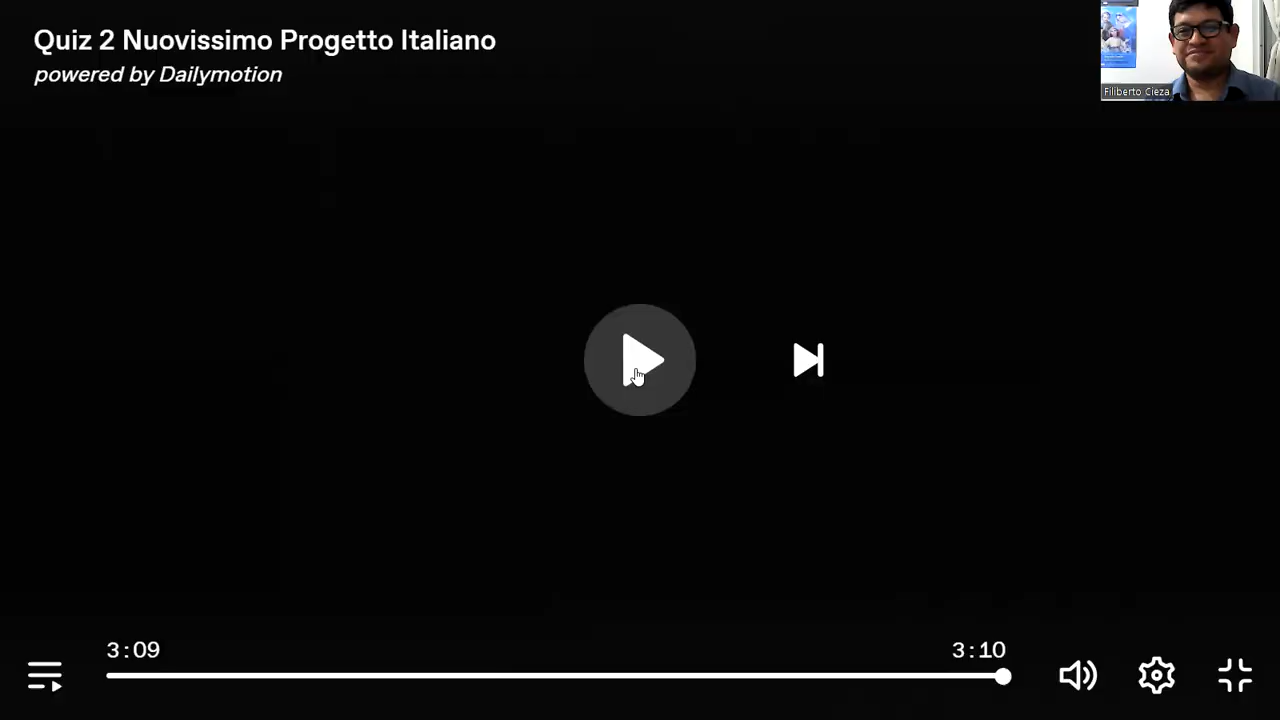 Quiz 2 Nuovissimo Progetto Italiano
powered by Dailymotion
Filiberto Cieza
3:09
3:10